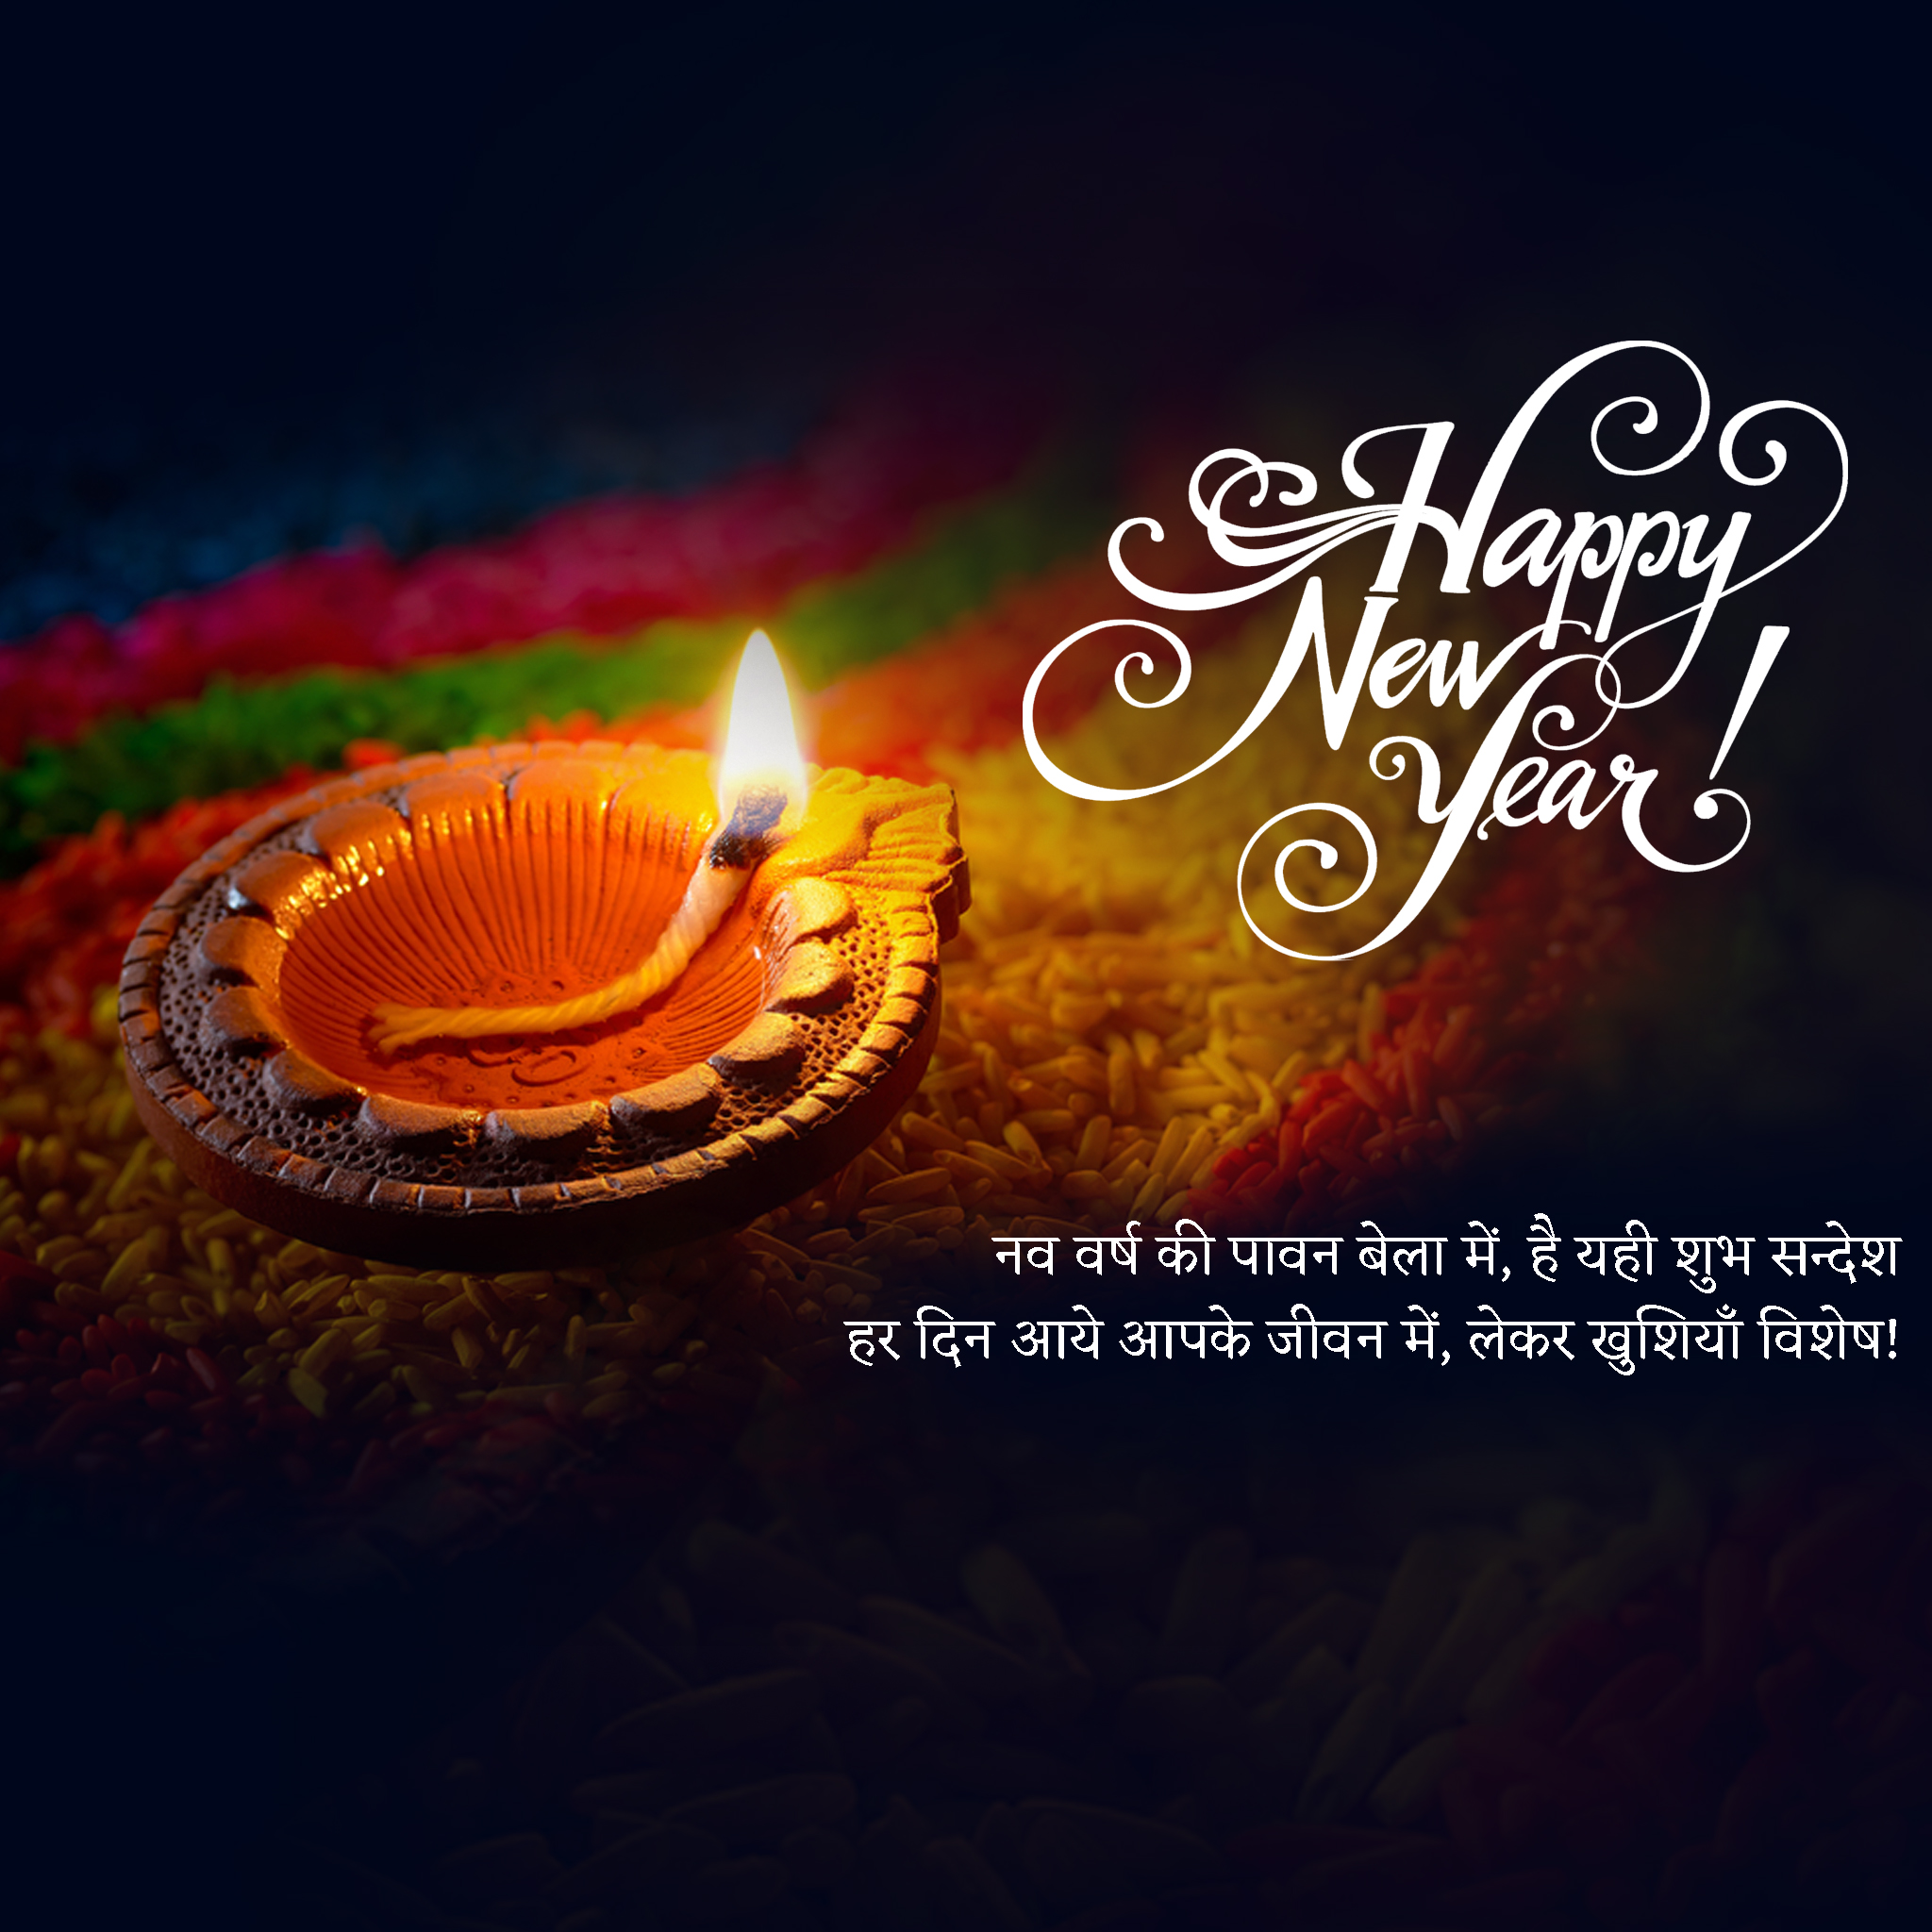 Happy
New
Year!
नव वर्ष की पावन बेला में, है यही शुभ सन्देश
हर दिन आये आपके जीवन में, लेकर खुशियाँ विशेष!